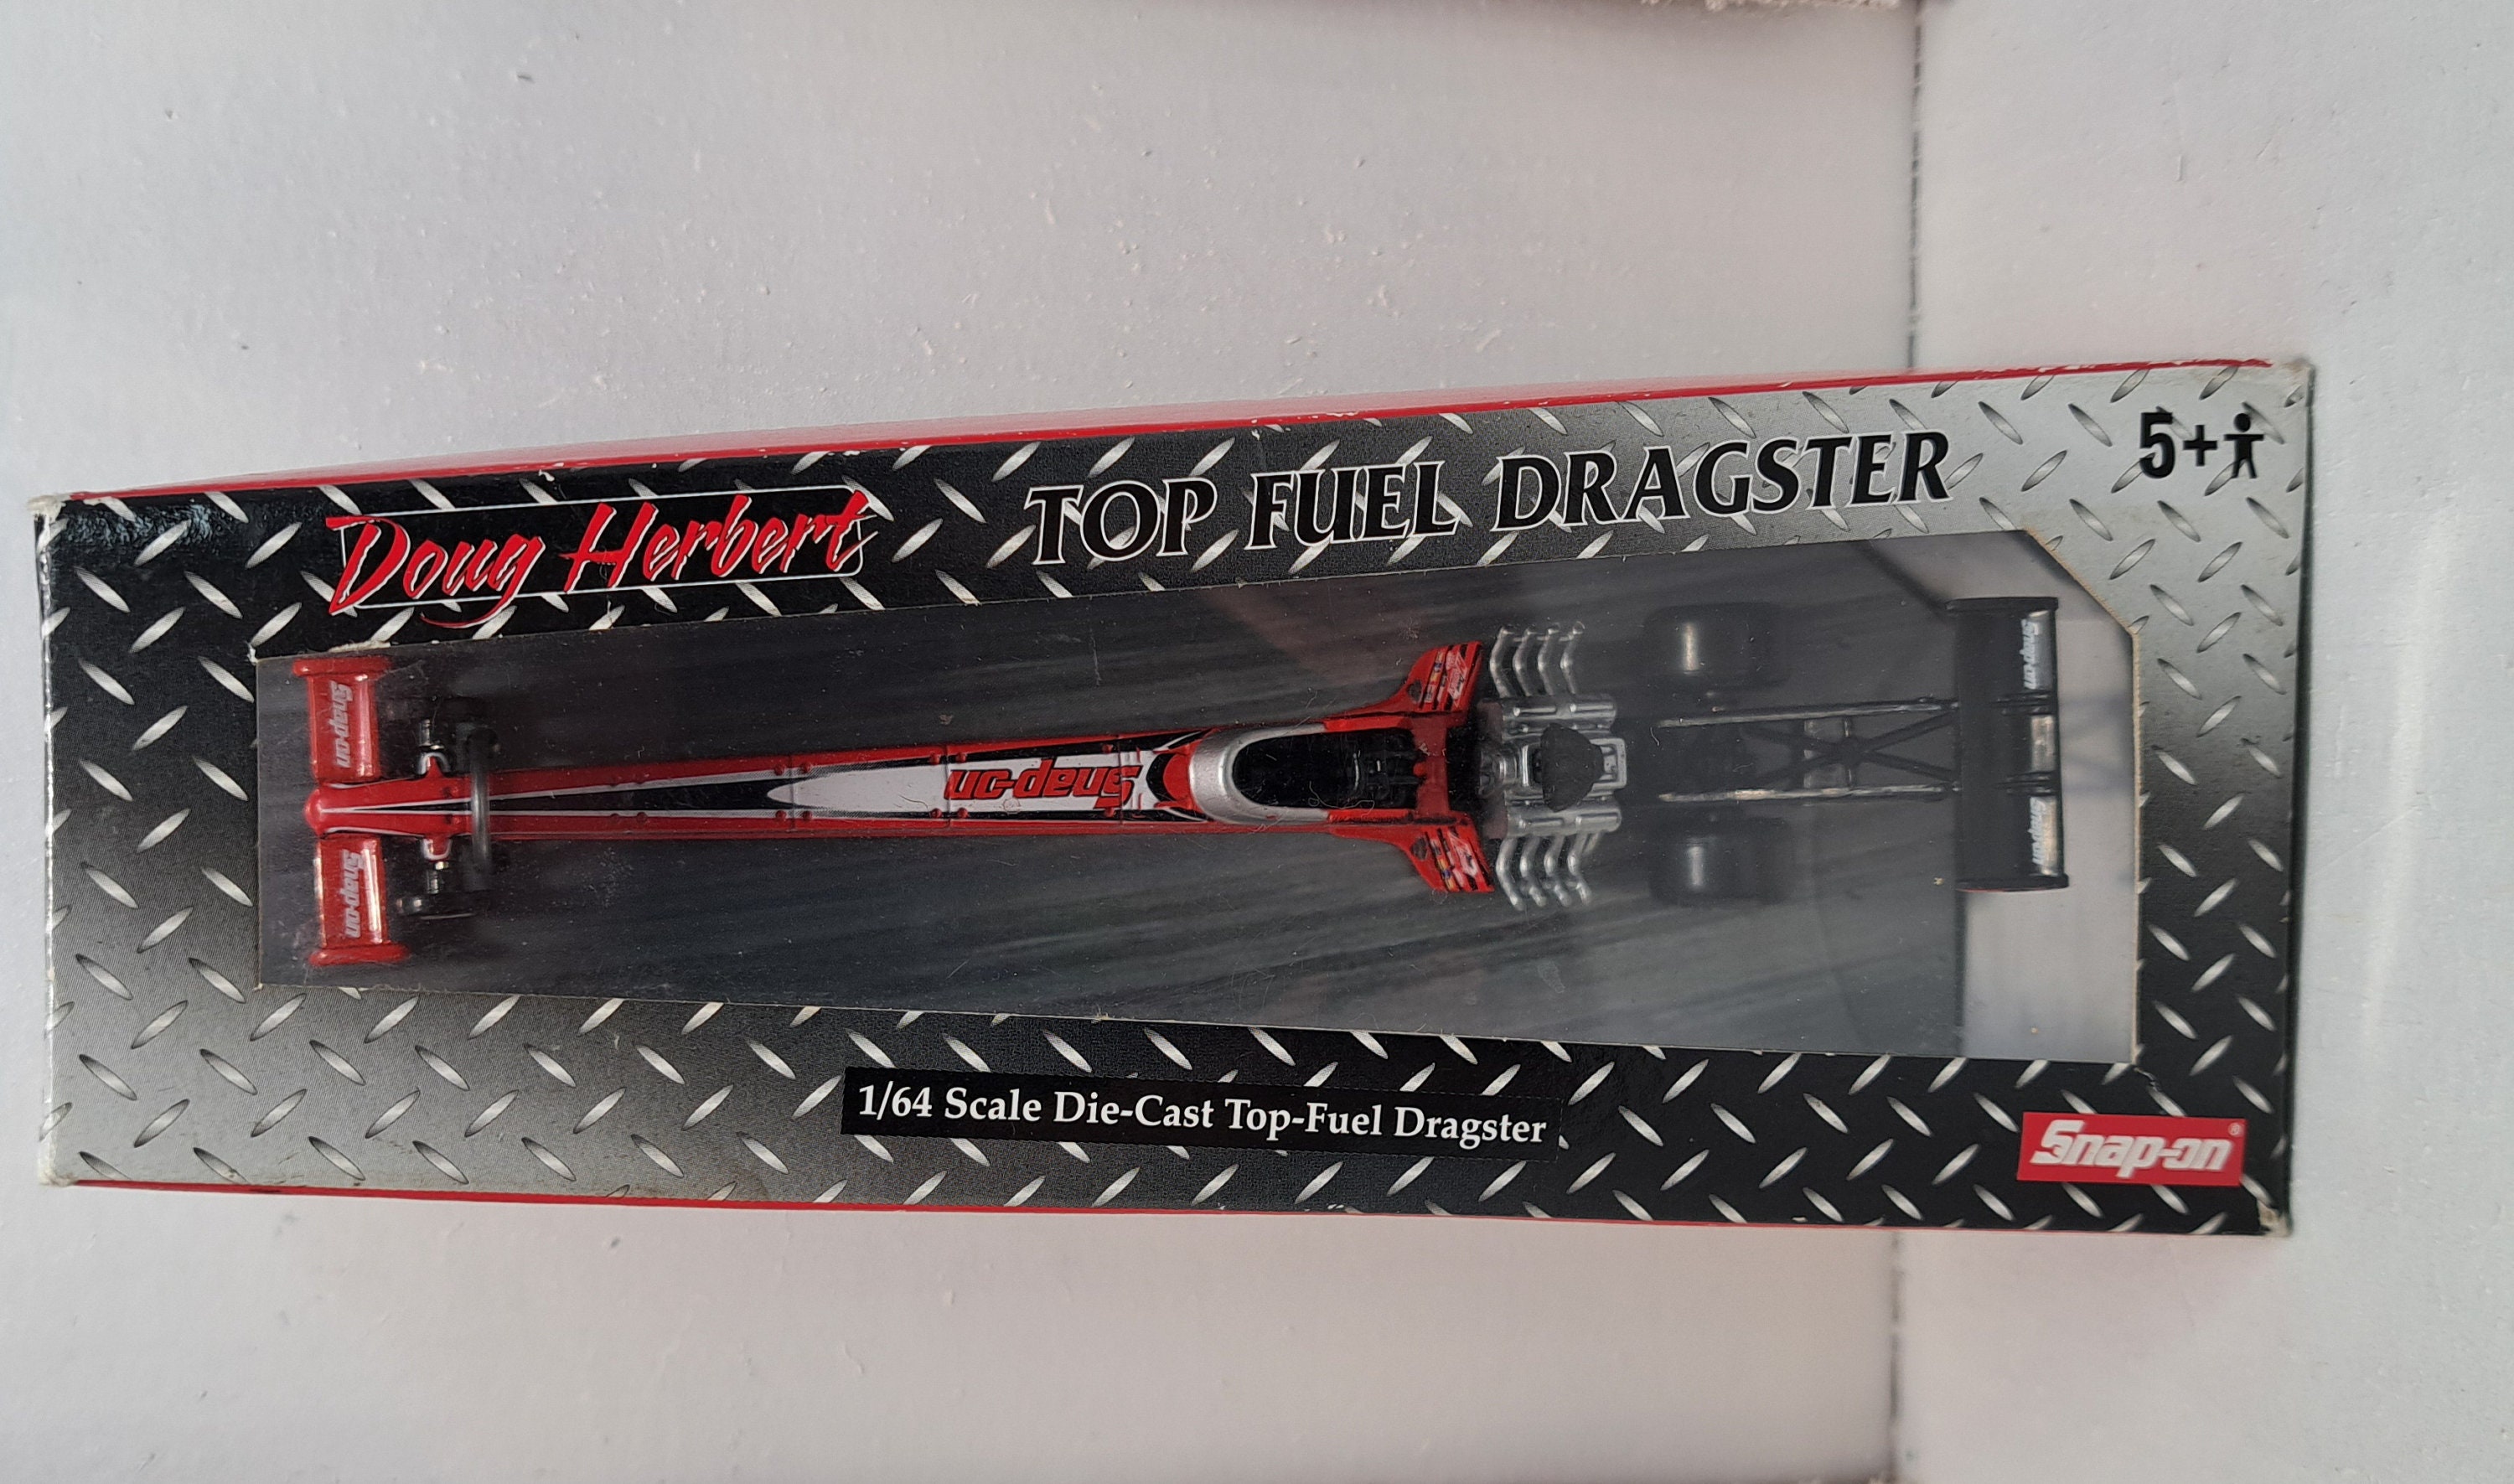 Doug Herbert
TOP FUEL DRAGSTER
5+
Snap-on
Snap-on
Snap-on
Snap-on
Snap-on
1/64 Scale Die-Cast Top-Fuel Dragster
Snap-on®